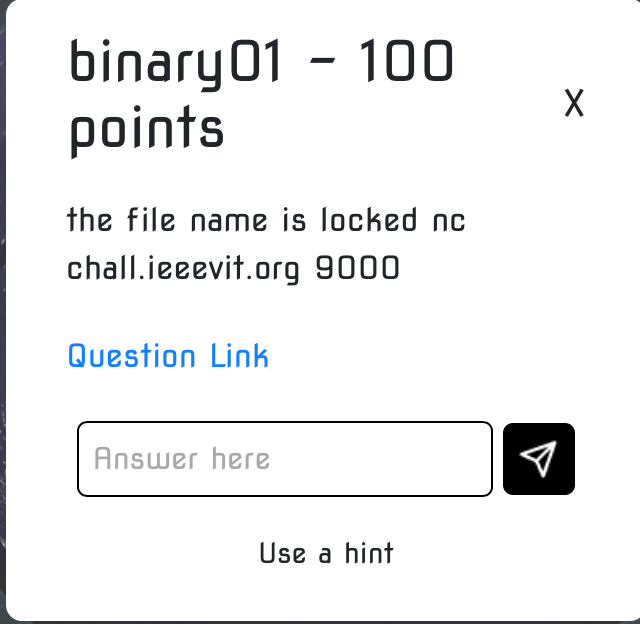 binary01 - 100
points
X
the file name is locked nc
chall.ieeevit.org 9000
Question Link
Answer here
Use a hint